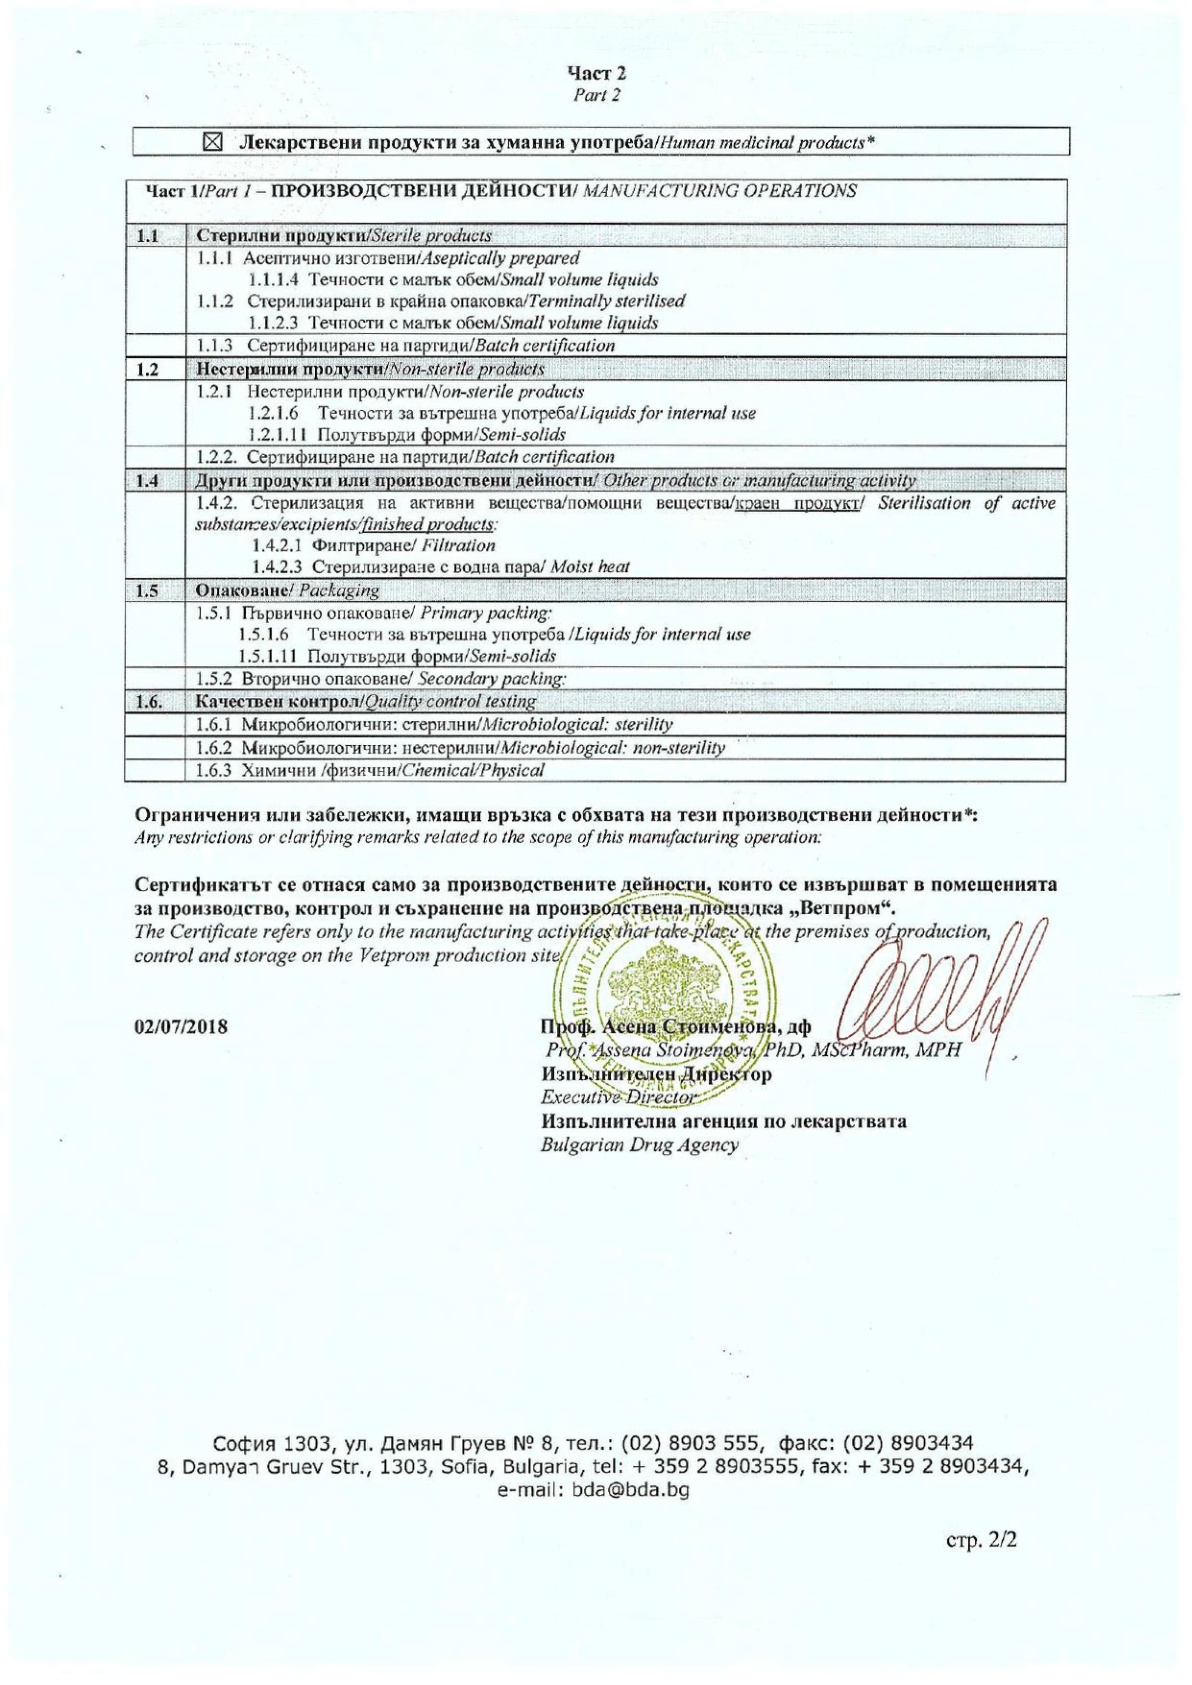 Част 2
Part 2
☒ Лекарствени продукти за хуманна употреба/Human medicinal products*
Част 1/Part 1 – ПРОИЗВОДСТВЕНИ ДЕЙНОСТИ/ MANUFACTURING OPERATIONS
1.1 Стерилни продукти/Sterile products
1.1.1 Асептично изготвени/Aseptically prepared
1.1.1.4 Течности с малък обем/Small volume liquids
1.1.2 Стерилизирани в крайна опаковка/Terminally sterilised
1.1.2.3 Течности с малък обем/Small volume liquids
1.1.3 Сертифициране на партиди/Batch certification
1.2 Нестерилни продукти/Non-sterile products
1.2.1 Нестерилни продукти/Non-sterile products
1.2.1.6 Течности за вътрешна употреба/Liquids for internal use
1.2.1.11 Полутвърди форми/Semi-solids
1.2.2. Сертифициране на партиди/Batch certification
1.4 Други продукти или производствени дейности/ Other products or manufacturing activity
1.4.2. Стерилизация на активни вещества/помощни вещества/краен продукт/ Sterilisation of active
substances/excipients/finished products:
1.4.2.1 Филтриране/ Filtration
1.4.2.3 Стерилизиране с водна пара/ Moist heat
1.5 Опаковане/ Packaging
1.5.1 Първично опаковане/ Primary packing:
1.5.1.6 Течности за вътрешна употреба /Liquids for internal use
1.5.1.11 Полутвърди форми/Semi-solids
1.5.2 Вторично опаковане/ Secondary packing:
1.6. Качествен контрол/Quality control testing
1.6.1 Микробиологични: стерилни/Microbiological: sterility
1.6.2 Микробиологични: нестерилни/Microbiological: non-sterility
1.6.3 Химични /физични/Chemical/Physical
Ограничения или забележки, имащи връзка с обхвата на тези производствени дейности*:
Any restrictions or clarifying remarks related to the scope of this manufacturing operation:
Сертификатът се отнася само за производствените дейности, които се извършват в помещенията
за производство, контрол и съхранение на производствена площадка „Ветпром“.
The Certificate refers only to the manufacturing activities that take place at the premises of production,
control and storage on the Vetprom production site.
02/07/2018
Проф. Асена Стоименова, дф
Prof. Assena Stoimenova, PhD, MScPharm, MPH
Изпълнителен Директор
Executive Director
Изпълнителна агенция по лекарствата
Bulgarian Drug Agency
София 1303, ул. Дамян Груев № 8, тел.: (02) 8903 555, факс: (02) 8903434
8, Damyan Gruev Str., 1303, Sofia, Bulgaria, tel: + 359 2 8903555, fax: + 359 2 8903434,
e-mail: bda@bda.bg
стр. 2/2